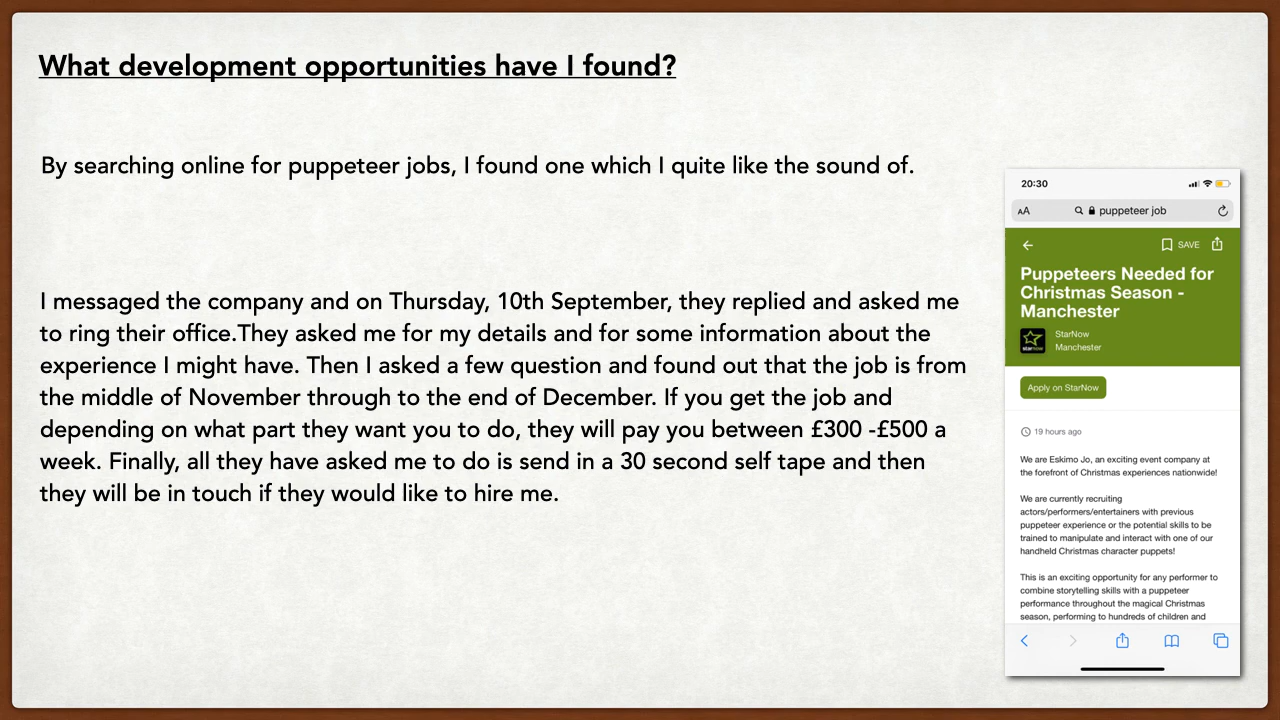 What development opportunities have I found?
By searching online for puppeteer jobs, I found one which I quite like the sound of.
I messaged the company and on Thursday, 10th September, they replied and asked me
to ring their office.They asked me for my details and for some information about the
experience I might have. Then I asked a few question and found out that the job is from
the middle of November through to the end of December. If you get the job and
depending on what part they want you to do, they will pay you between £300 -£500 a
week. Finally, all they have asked me to do is send in a 30 second self tape and then
they will be in touch if they would like to hire me.
20:30
AA puppeteer job
SAVE
Puppeteers Needed for
Christmas Season -
Manchester
starnow
StarNow
Manchester
Apply on StarNow
19 hours ago
We are Eskimo Jo, an exciting event company at
the forefront of Christmas experiences nationwide!
We are currently recruiting
actors/performers/entertainers with previous
puppeteer experience or the potential skills to be
trained to manipulate and interact with one of our
handheld Christmas character puppets!
This is an exciting opportunity for any performer to
combine storytelling skills with a puppeteer
performance throughout the magical Christmas
season, performing to hundreds of children and